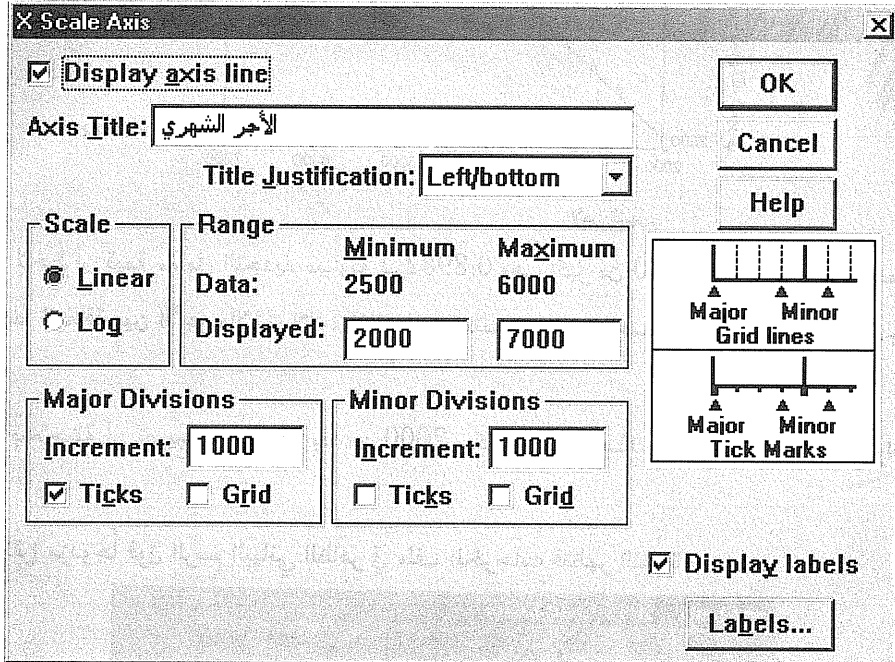 X Scale Axis
Display axis line
Axis Title: الأجر الشهري
Title Justification: Left/bottom
OK
Cancel
Help
Scale
Linear
Log
Range
Minimum Maximum
Data: 2500 6000
Displayed: 2000 7000
Major Minor
Grid lines
Major Minor
Tick Marks
Major Divisions
Increment: 1000
Ticks Grid
Minor Divisions
Increment: 1000
Ticks Grid
Display labels
Labels...